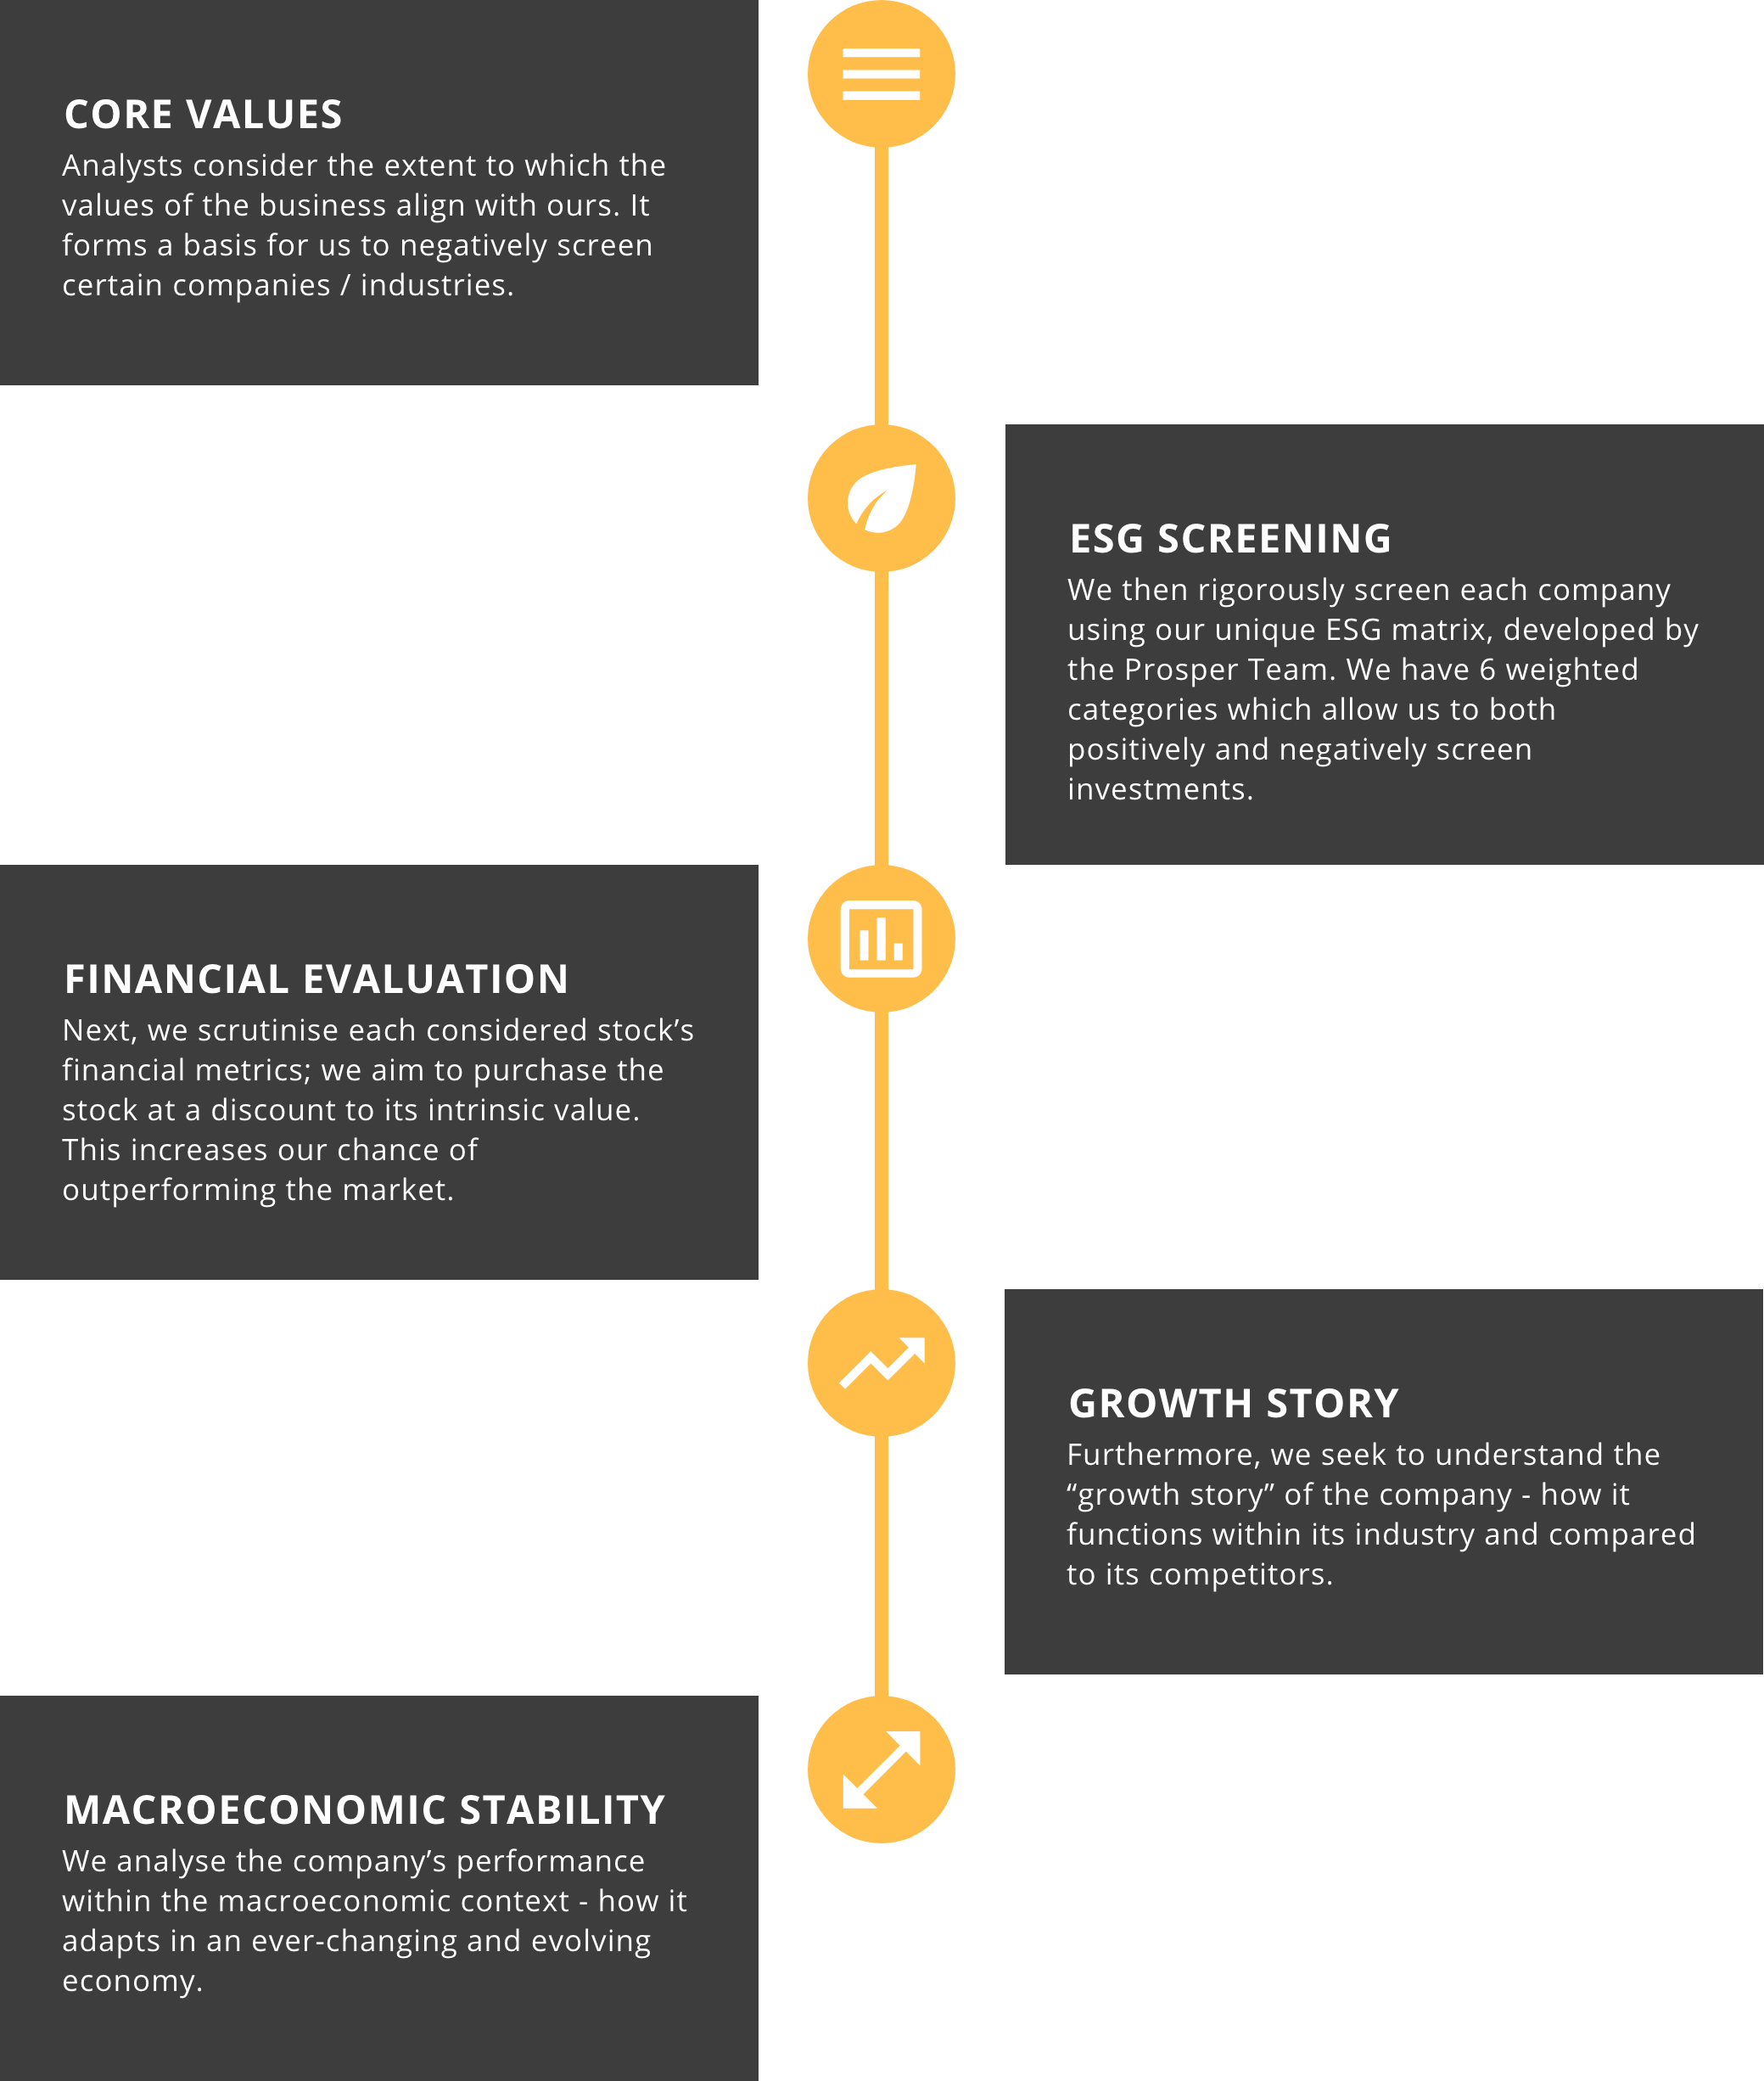 CORE VALUES
Analysts consider the extent to which the
values of the business align with ours. It
forms a basis for us to negatively screen
certain companies / industries.
ESG SCREENING
We then rigorously screen each company
using our unique ESG matrix, developed by
the Prosper Team. We have 6 weighted
categories which allow us to both
positively and negatively screen
investments.
FINANCIAL EVALUATION
Next, we scrutinise each considered stock’s
financial metrics; we aim to purchase the
stock at a discount to its intrinsic value.
This increases our chance of
outperforming the market.
GROWTH STORY
Furthermore, we seek to understand the
“growth story” of the company - how it
functions within its industry and compared
to its competitors.
MACROECONOMIC STABILITY
We analyse the company’s performance
within the macroeconomic context - how it
adapts in an ever-changing and evolving
economy.